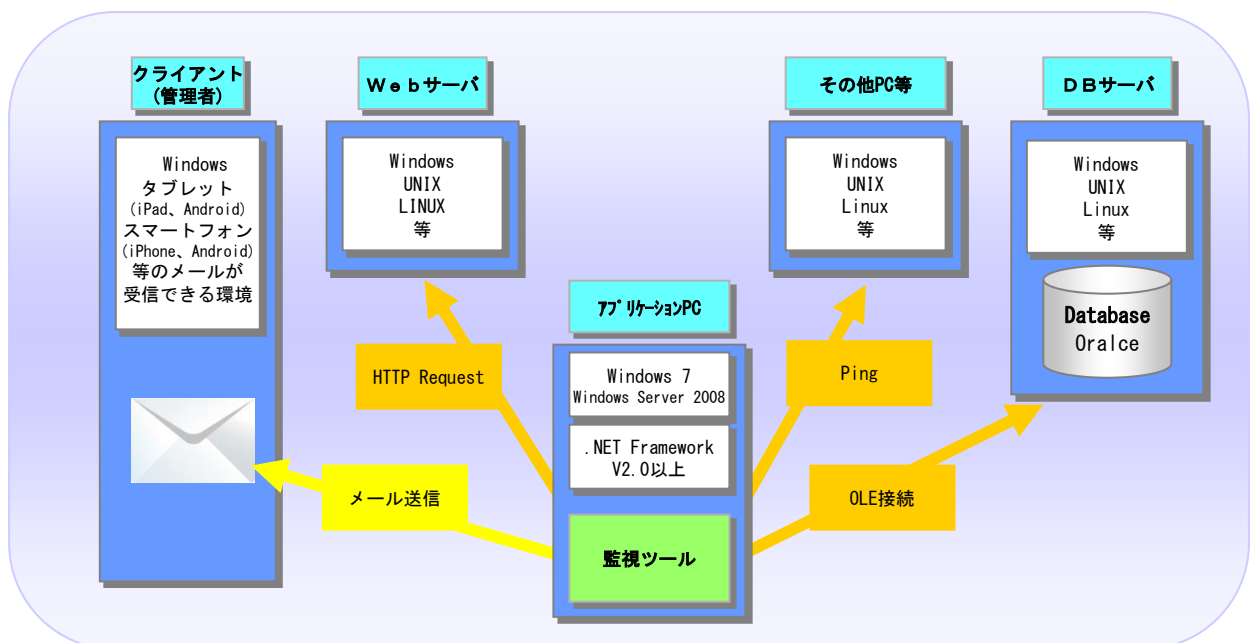 クライアント
(管理者)
Windows
タブレット
(iPad、Android)
スマートフォン
(iPhone、Android)
等のメールが
受信できる環境
Ｗｅｂサーバ
Windows
UNIX
LINUX
等
その他PC等
Windows
UNIX
Linux
等
ＤＢサーバ
Windows
UNIX
Linux
等
Database
Oralce
ｱﾌﾟﾘｹｰｼｮﾝPC
Windows 7
Windows Server 2008
.NET Framework
V2.0以上
監視ツール
HTTP Request
Ping
メール送信
OLE接続